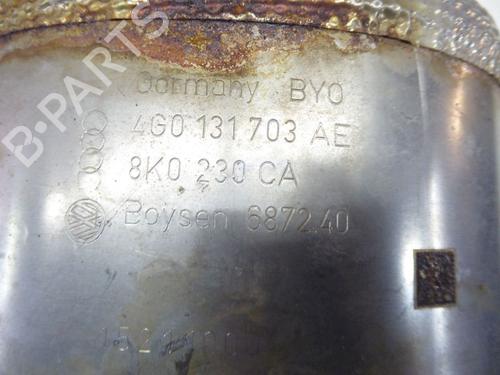 Germany BYO
4G0 131 703 AE
8K0 230 CA
Boysen 6872.40
B-PARTS